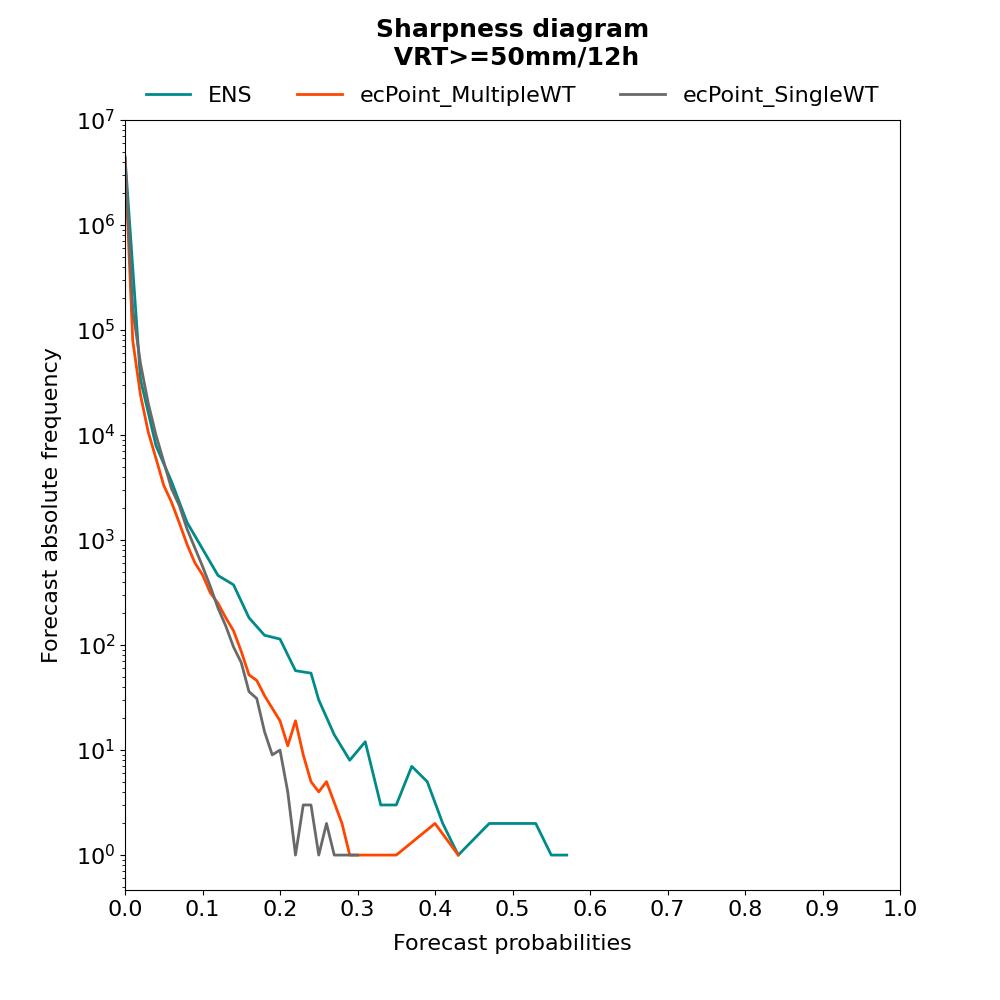 Sharpness diagram
VRT>=50mm/12h
ENS ecPoint_MultipleWT ecPoint_SingleWT
10^7
10^6
10^5
10^4
10^3
10^2
10^1
10^0
Forecast absolute frequency
0.0 0.1 0.2 0.3 0.4 0.5 0.6 0.7 0.8 0.9 1.0
Forecast probabilities